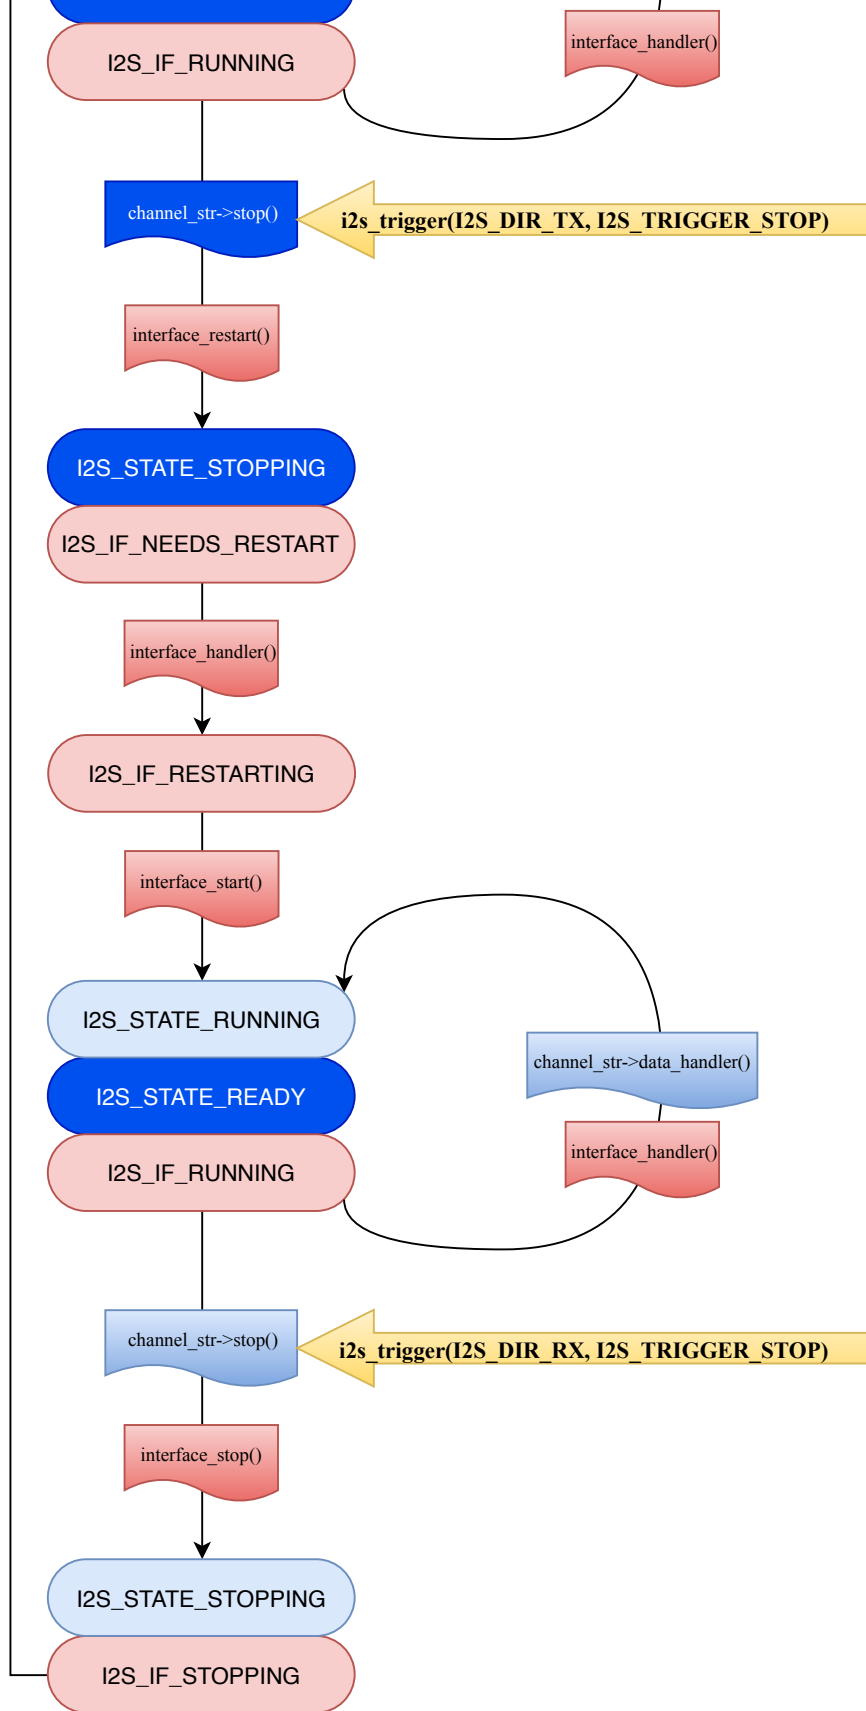 interface_handler()
I2S_IF_RUNNING
channel_str->stop()
i2s_trigger(I2S_DIR_TX, I2S_TRIGGER_STOP)
interface_restart()
I2S_STATE_STOPPING
I2S_IF_NEEDS_RESTART
interface_handler()
I2S_IF_RESTARTING
interface_start()
I2S_STATE_RUNNING
channel_str->data_handler()
I2S_STATE_READY
interface_handler()
I2S_IF_RUNNING
channel_str->stop()
i2s_trigger(I2S_DIR_RX, I2S_TRIGGER_STOP)
interface_stop()
I2S_STATE_STOPPING
I2S_IF_STOPPING